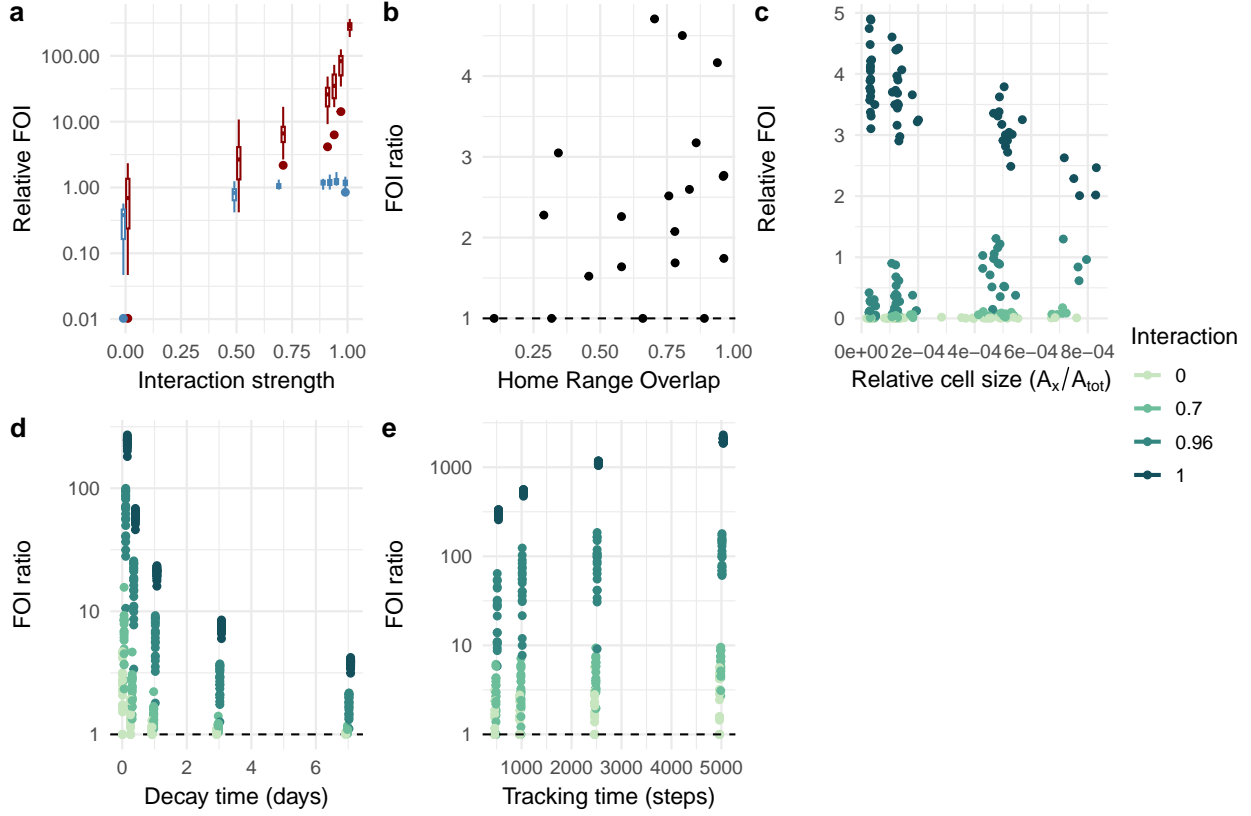 a
Relative FOI
100.00
10.00
1.00
0.10
0.01
0.00 0.25 0.50 0.75 1.00
Interaction strength
b
FOI ratio
4
3
2
1
0.25 0.50 0.75 1.00
Home Range Overlap
c
Relative FOI
5
4
3
2
1
0
0e+00 2e-04 4e-04 6e-04 8e-04
Relative cell size (Ax/Atot)
Interaction
0
0.7
0.96
1
d
FOI ratio
100
10
1
0 2 4 6
Decay time (days)
e
FOI ratio
1000
100
10
1
1000 2000 3000 4000 5000
Tracking time (steps)